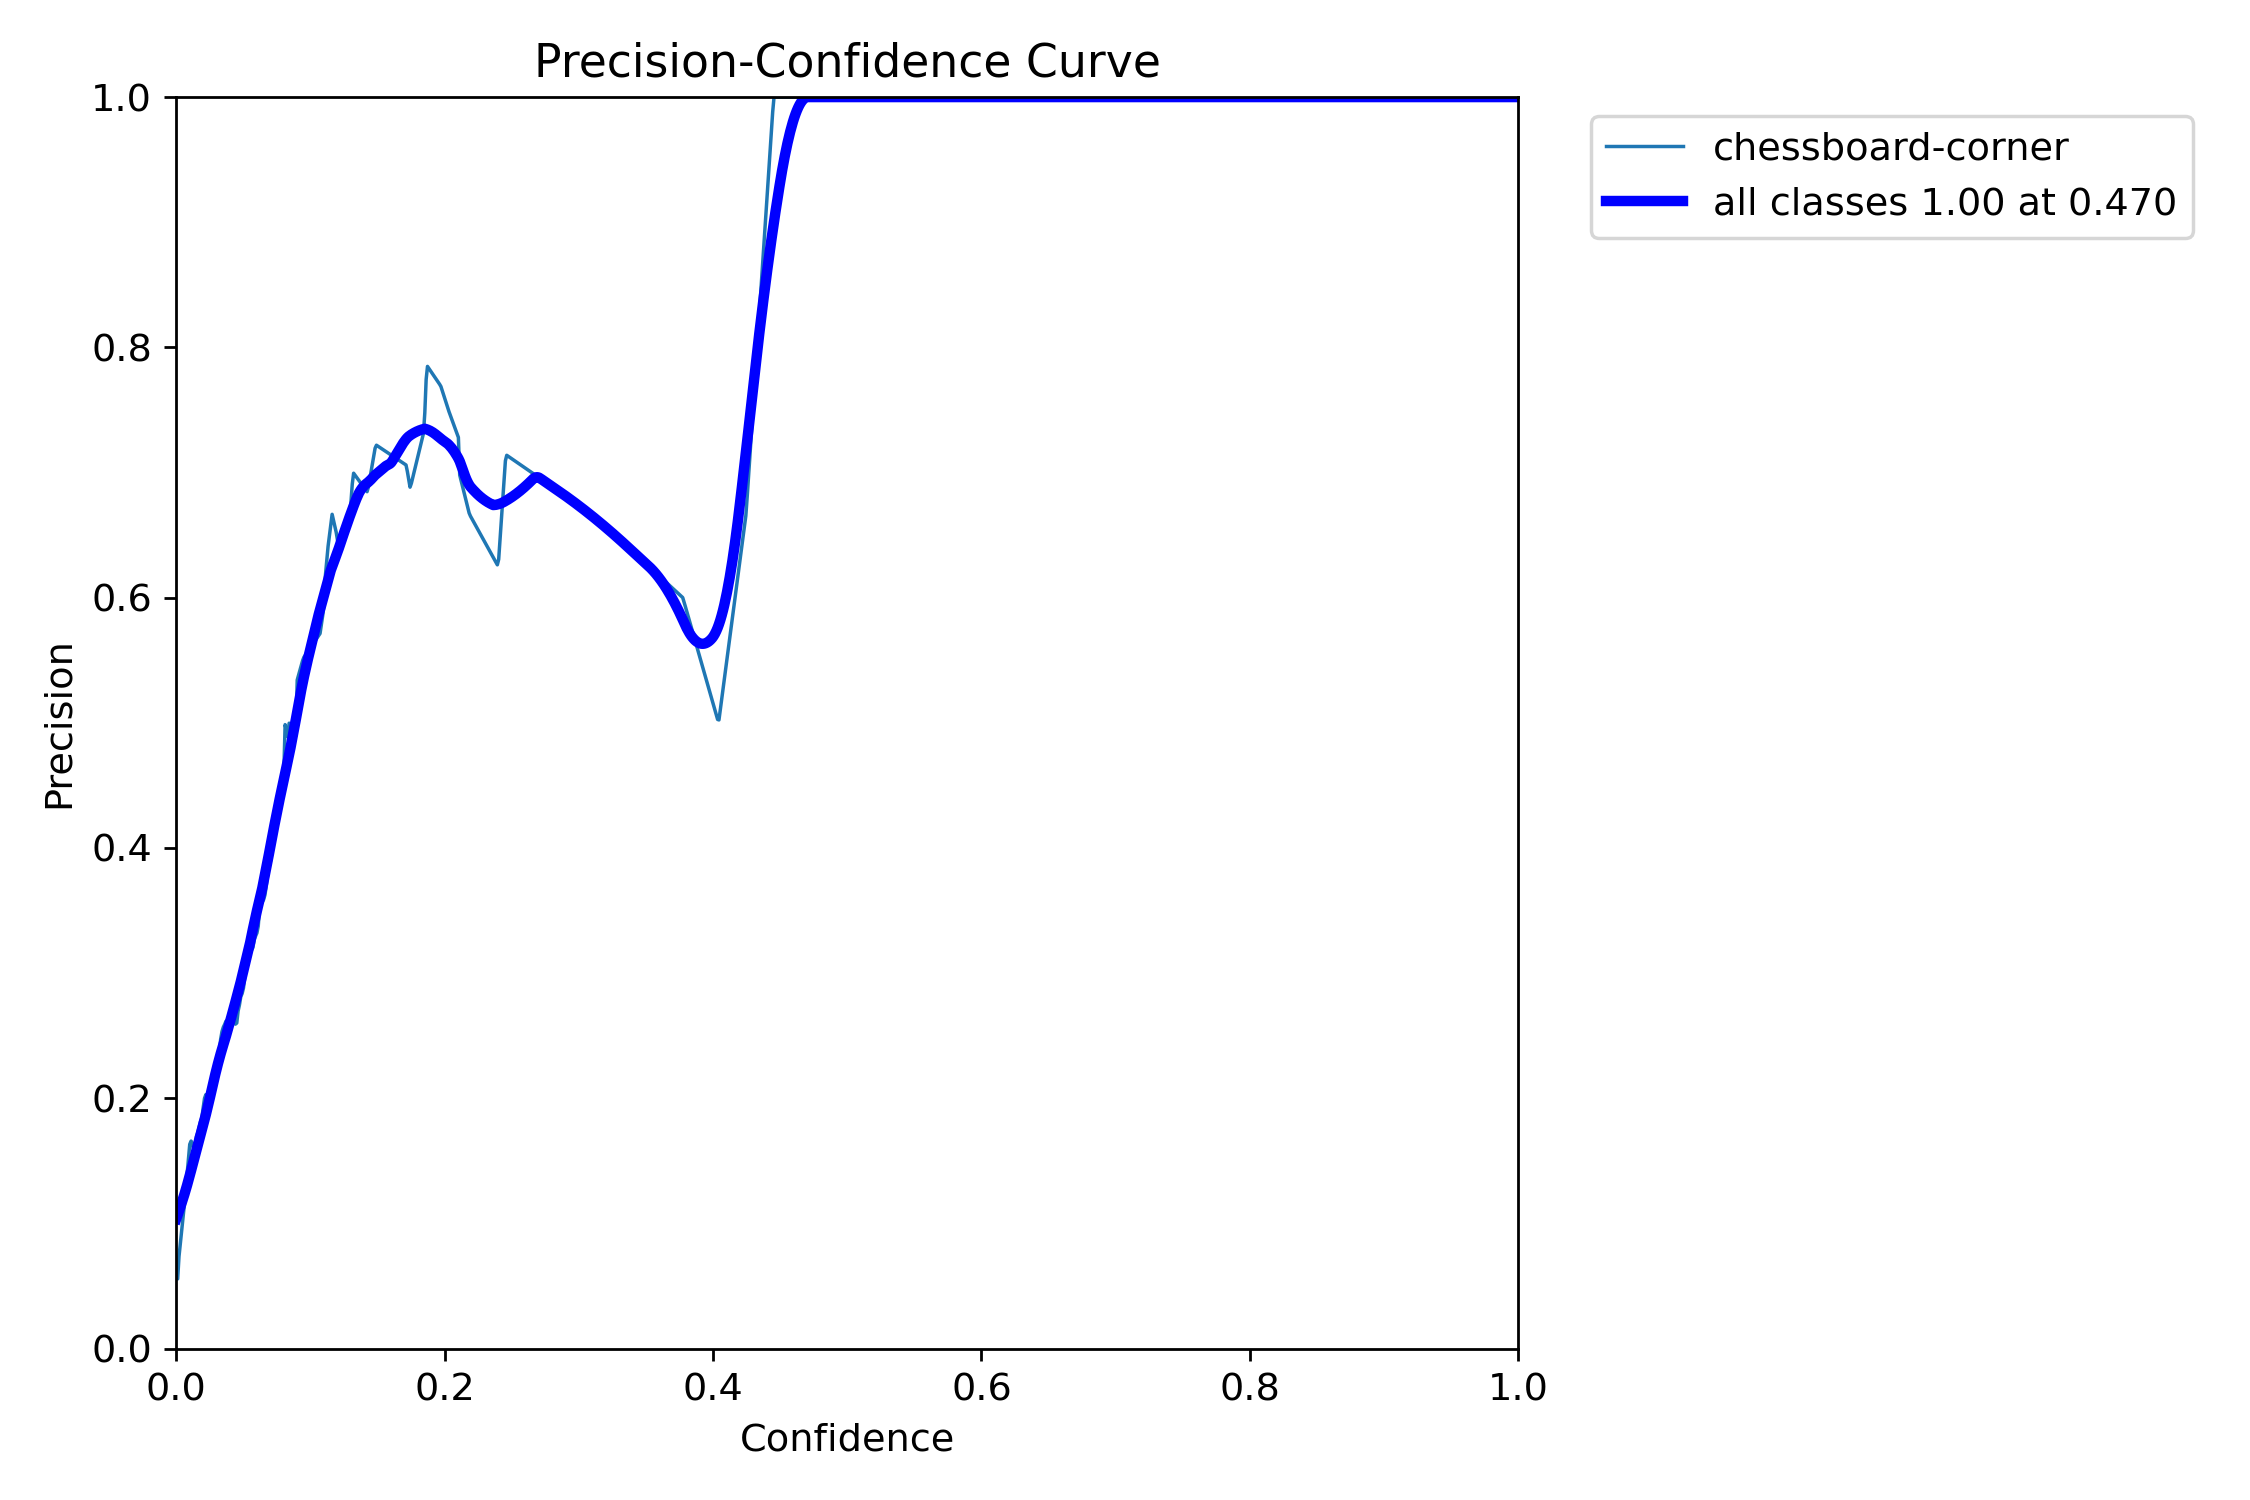 Precision-Confidence Curve
1.0
0.8
0.6
0.4
0.2
0.0
Precision
0.0 0.2 0.4 0.6 0.8 1.0
Confidence
chessboard-corner
all classes 1.00 at 0.470